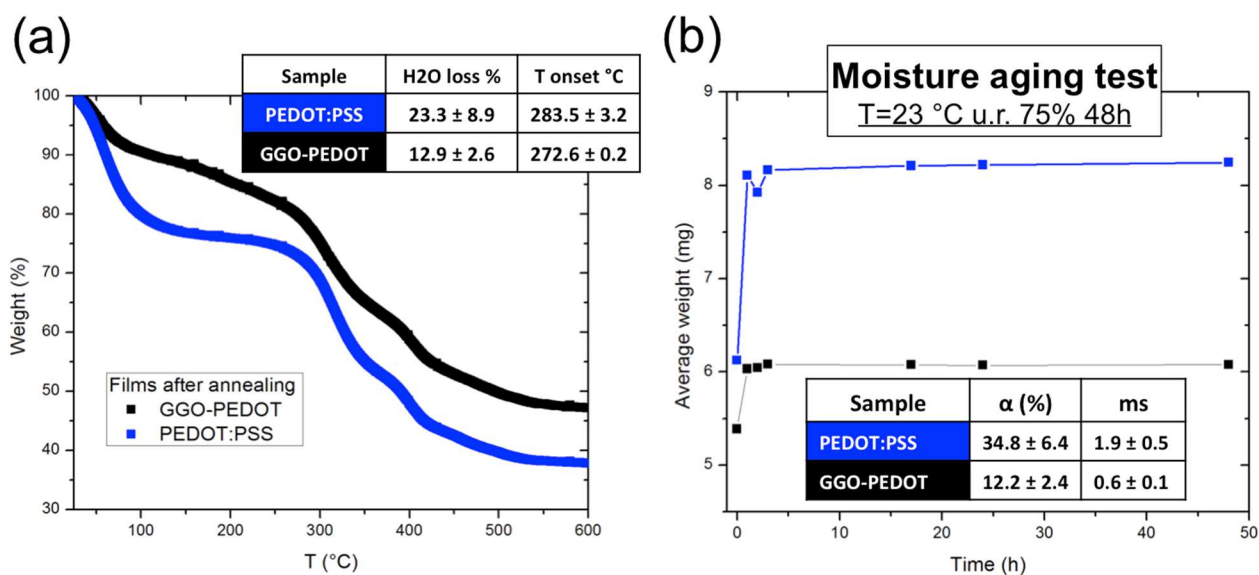 (a)
Sample H2O loss % T onset °C
PEDOT:PSS 23.3 ± 8.9 283.5 ± 3.2
GGO-PEDOT 12.9 ± 2.6 272.6 ± 0.2
100
90
80
70
60
50
40
30
Weight (%)
Films after annealing
GGO-PEDOT
PEDOT:PSS
100 200 300 400 500 600
T (°C)
(b)
Moisture aging test
T=23 °C u.r. 75% 48h
9
8
7
6
5
Average weight (mg)
Sample α (%) ms
PEDOT:PSS 34.8 ± 6.4 1.9 ± 0.5
GGO-PEDOT 12.2 ± 2.4 0.6 ± 0.1
0 10 20 30 40 50
Time (h)